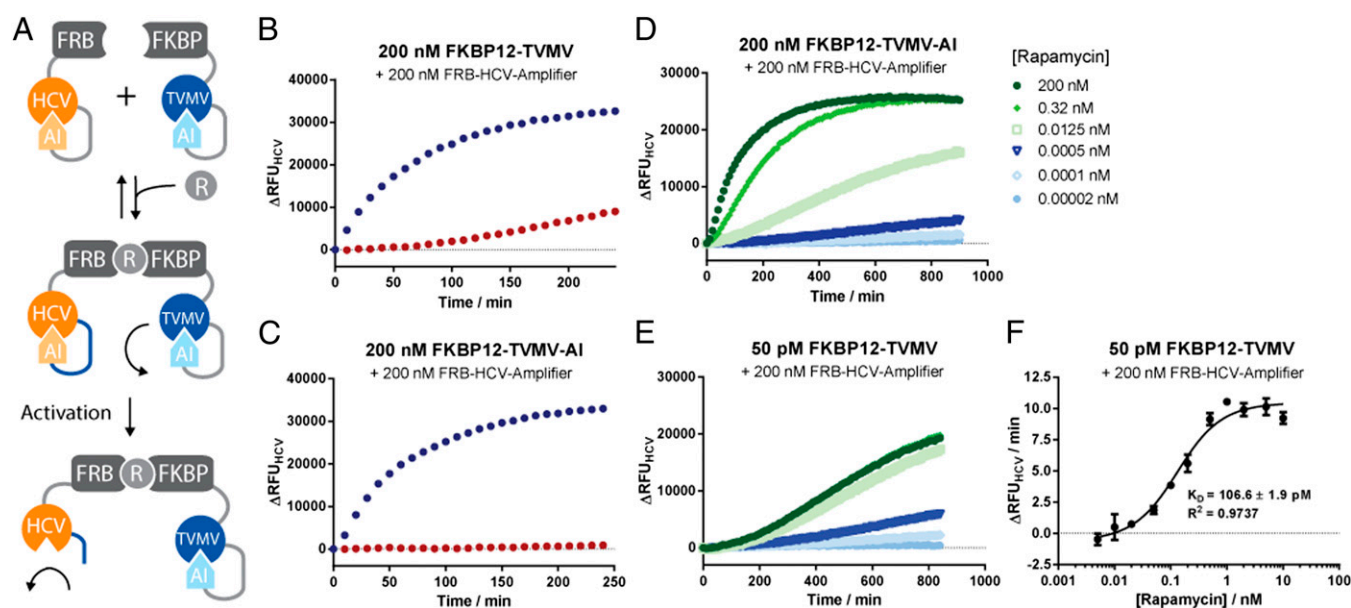 A
FRB
FKBP
HCV
AI
+
TVMV
AI
R
FRB
R
FKBP
HCV
AI
TVMV
AI
Activation
FRB
R
FKBP
HCV
TVMV
AI
B
200 nM FKBP12-TVMV
+ 200 nM FRB-HCV-Amplifier
ΔRFU_HCV
40000
30000
20000
10000
0
0
50
100
150
200
Time / min
C
200 nM FKBP12-TVMV-AI
+ 200 nM FRB-HCV-Amplifier
ΔRFU_HCV
40000
30000
20000
10000
0
0
50
100
150
200
250
Time / min
D
200 nM FKBP12-TVMV-AI
+ 200 nM FRB-HCV-Amplifier
ΔRFU_HCV
30000
20000
10000
0
0
200
400
600
800
1000
Time / min
[Rapamycin]
200 nM
0.32 nM
0.0125 nM
0.0005 nM
0.0001 nM
0.00002 nM
E
50 pM FKBP12-TVMV
+ 200 nM FRB-HCV-Amplifier
ΔRFU_HCV
30000
20000
10000
0
0
200
400
600
800
1000
Time / min
F
50 pM FKBP12-TVMV
+ 200 nM FRB-HCV-Amplifier
ΔRFU_HCV / min
12.5
10.0
7.5
5.0
2.5
0.0
-2.5
K_D = 106.6 ± 1.9 pM
R² = 0.9737
0.001
0.01
0.1
1
10
100
[Rapamycin] / nM